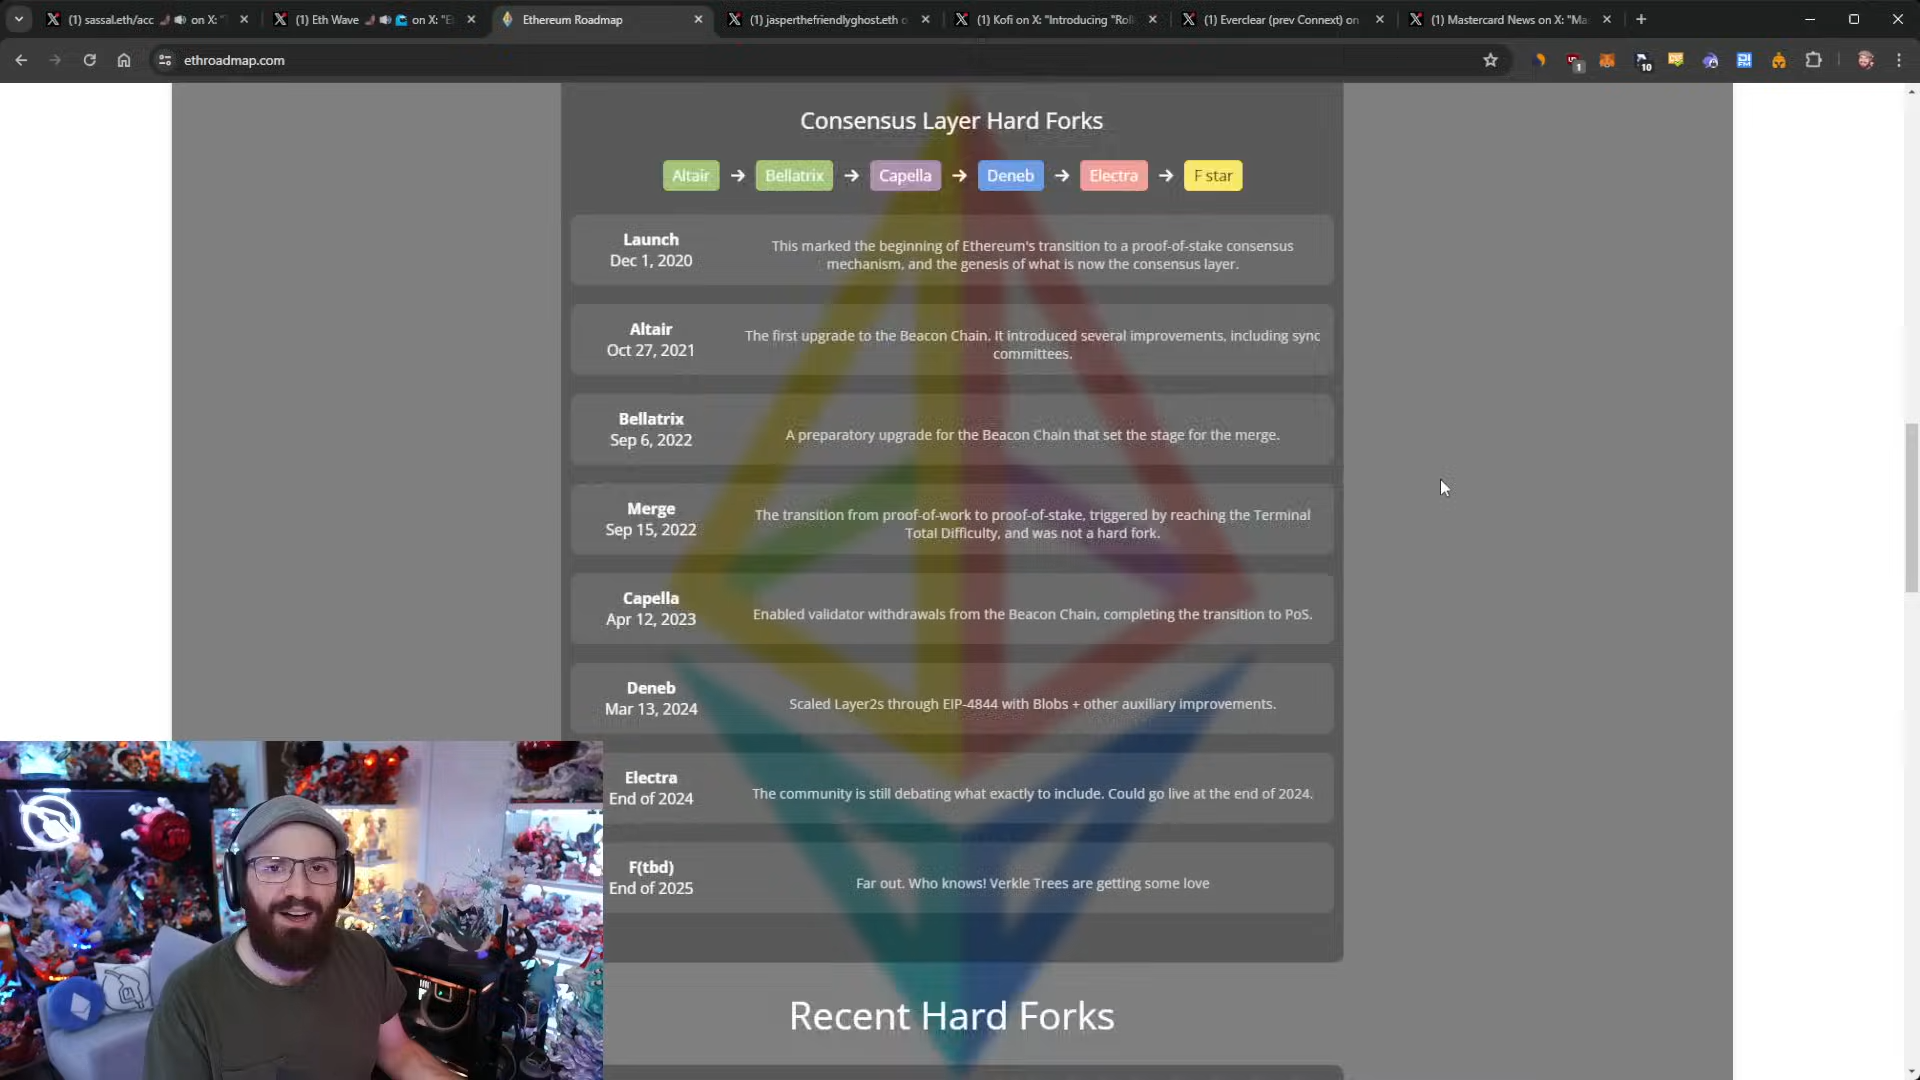 (1) sassal.eth/acc on X: "
(1) Eth Wave on X: "E
Ethereum Roadmap
(1) jasperthefriendlyghost.eth o
(1) Kofi on X: "Introducing "Rol
(1) Everclear (prev Connext) on
(1) Mastercard News on X: "Ma
ethroadmap.com
1
10
Consensus Layer Hard Forks
Altair → Bellatrix → Capella → Deneb → Electra → F star
Launch
Dec 1, 2020
This marked the beginning of Ethereum's transition to a proof-of-stake consensus
mechanism, and the genesis of what is now the consensus layer.
Altair
Oct 27, 2021
The first upgrade to the Beacon Chain. It introduced several improvements, including sync
committees.
Bellatrix
Sep 6, 2022
A preparatory upgrade for the Beacon Chain that set the stage for the merge.
Merge
Sep 15, 2022
The transition from proof-of-work to proof-of-stake, triggered by reaching the Terminal
Total Difficulty, and was not a hard fork.
Capella
Apr 12, 2023
Enabled validator withdrawals from the Beacon Chain, completing the transition to PoS.
Deneb
Mar 13, 2024
Scaled Layer2s through EIP-4844 with Blobs + other auxiliary improvements.
Electra
End of 2024
The community is still debating what exactly to include. Could go live at the end of 2024.
F(tbd)
End of 2025
Far out. Who knows! Verkle Trees are getting some love
Recent Hard Forks